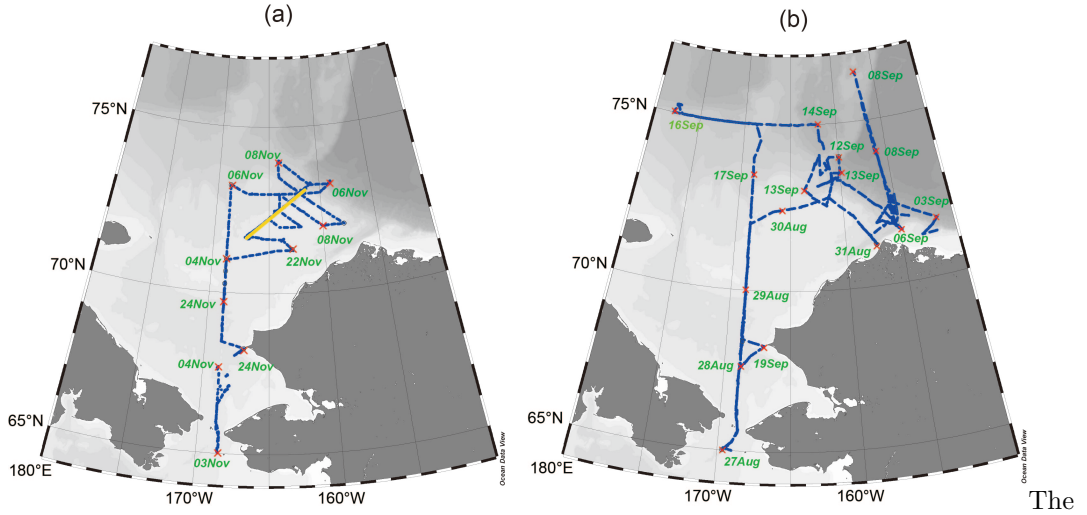 (a)
(b)
75°N
08Nov
06Nov
06Nov
08Nov
22Nov
04Nov
70°N
24Nov
04Nov
24Nov
65°N
03Nov
180°E
170°W
160°W
Ocean Data View
08Sep
75°N
16Sep
14Sep
12Sep
08Sep
13Sep
17Sep
13Sep
03Sep
30Aug
06Sep
31Aug
70°N
29Aug
28Aug
19Sep
65°N
27Aug
180°E
170°W
160°W
Ocean Data View
The